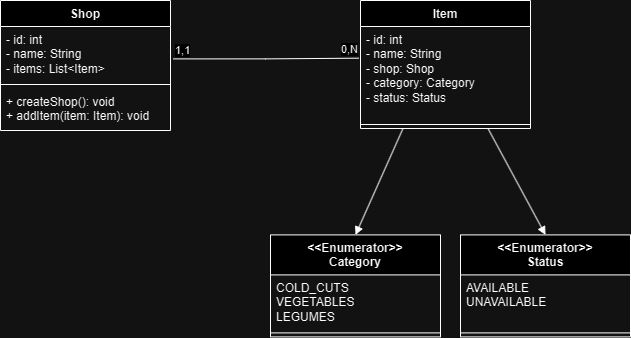 Shop
- id: int
- name: String
- items: List<Item>
+ createShop(): void
+ addItem(item: Item): void
1,1
0,N
Item
- id: int
- name: String
- shop: Shop
- category: Category
- status: Status
<<Enumerator>>
Category
COLD_CUTS
VEGETABLES
LEGUMES
<<Enumerator>>
Status
AVAILABLE
UNAVAILABLE